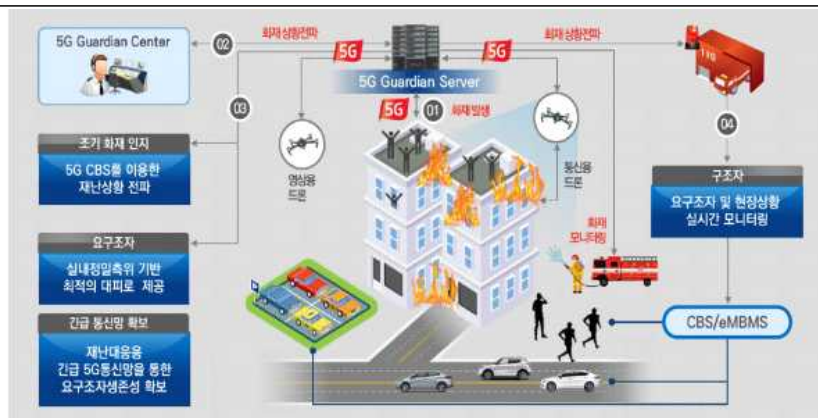 5G Guardian Center
02
화재 상황전파
5G
5G
화재 상황전파
119
5G Guardian Server
03
5G
01
화재 발생
04
조기 화재 인지
5G CBS를 이용한
재난상황 전파
영상용
드론
통신용
드론
구조자
요구조자 및 현장상황
실시간 모니터링
화재
모니터링
요구조자
실내정밀측위 기반
최적의 대피로 제공
긴급 통신망 확보
재난대응용
긴급 5G통신망을 통한
요구조자생존성 확보
CBS/eMBMS
P